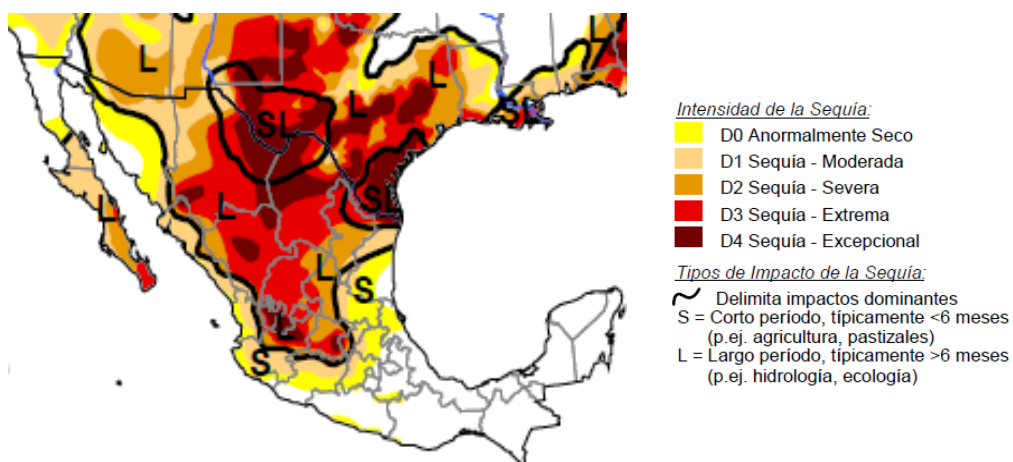 L
L
L
L
SL
L
SL
SL
L
L
L
S
L
S
Intensidad de la Sequía:
D0 Anormalmente Seco
D1 Sequía - Moderada
D2 Sequía - Severa
D3 Sequía - Extrema
D4 Sequía - Excepcional
Tipos de Impacto de la Sequía:
Delimita impactos dominantes
S = Corto período, típicamente <6 meses
(p.ej. agricultura, pastizales)
L = Largo período, típicamente >6 meses
(p.ej. hidrología, ecología)